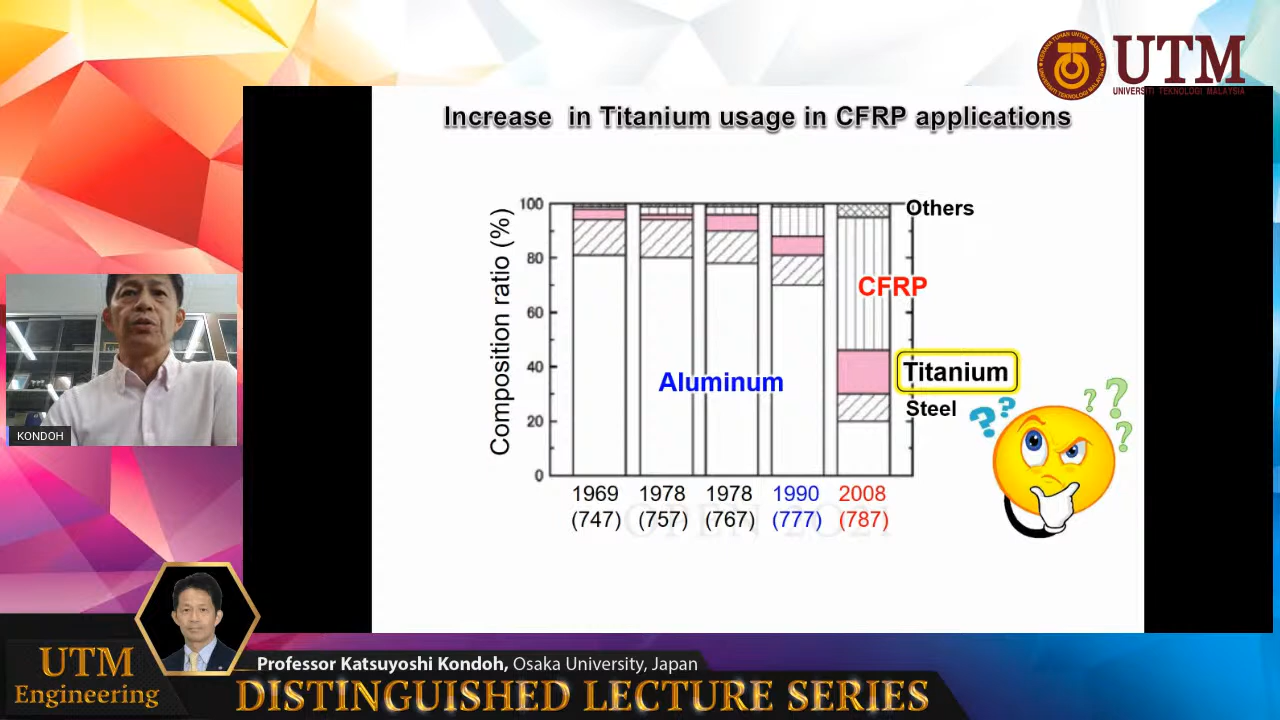 UTM
UNIVERSITI TEKNOLOGI MALAYSIA
Increase in Titanium usage in CFRP applications
Composition ratio (%)
100
80
60
40
20
0
Others
CFRP
Titanium
Steel
Aluminum
1969 1978 1978 1990 2008
(747) (757) (767) (777) (787)
KONDOH
UTM
Engineering
Professor Katsuyoshi Kondoh, Osaka University, Japan
DISTINGUISHED LECTURE SERIES